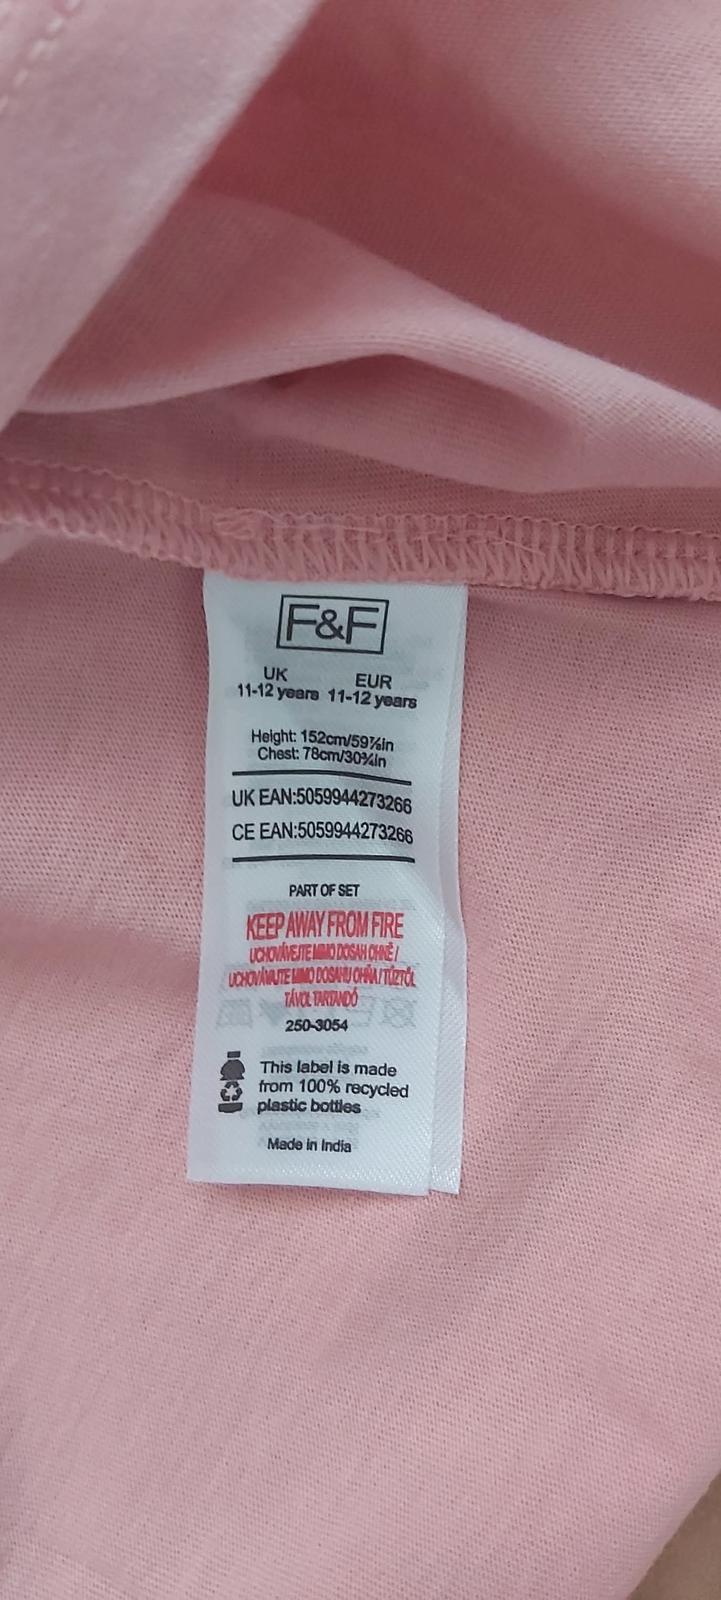 F&F
UK EUR
11-12 years 11-12 years
Height: 152cm/59⅞in
Chest: 78cm/30¾in
UK EAN:5059944273266
CE EAN:5059944273266
PART OF SET
KEEP AWAY FROM FIRE
UCHOVÁVEJTE MIMO DOSAH OHNĚ /
UCHOVÁVAJTE MIMO DOSAHU OHŇA / TŰZTŐL
TÁVOL TARTANDÓ
250-3054
This label is made
from 100% recycled
plastic bottles
Made in India